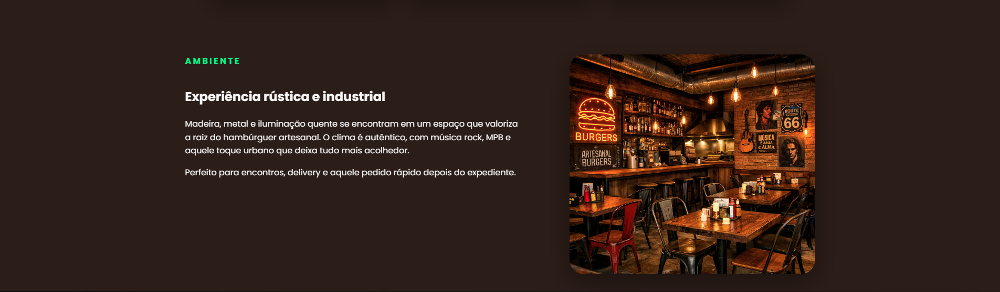 AMBIENTE
Experiência rústica e industrial
Madeira, metal e iluminação quente se encontram em um espaço que valoriza
a raiz do hambúrguer artesanal. O clima é autêntico, com música rock, MPB e
aquele toque urbano que deixa tudo mais acolhedor.
Perfeito para encontros, delivery e aquele pedido rápido depois do expediente.
BURGERS
ARTESANAL
BURGERS
ROUTE
66
MÚSICA
E ALMA